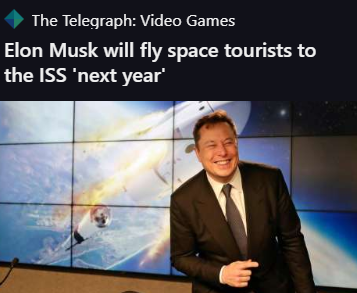 The Telegraph: Video Games
Elon Musk will fly space tourists to
the ISS 'next year'